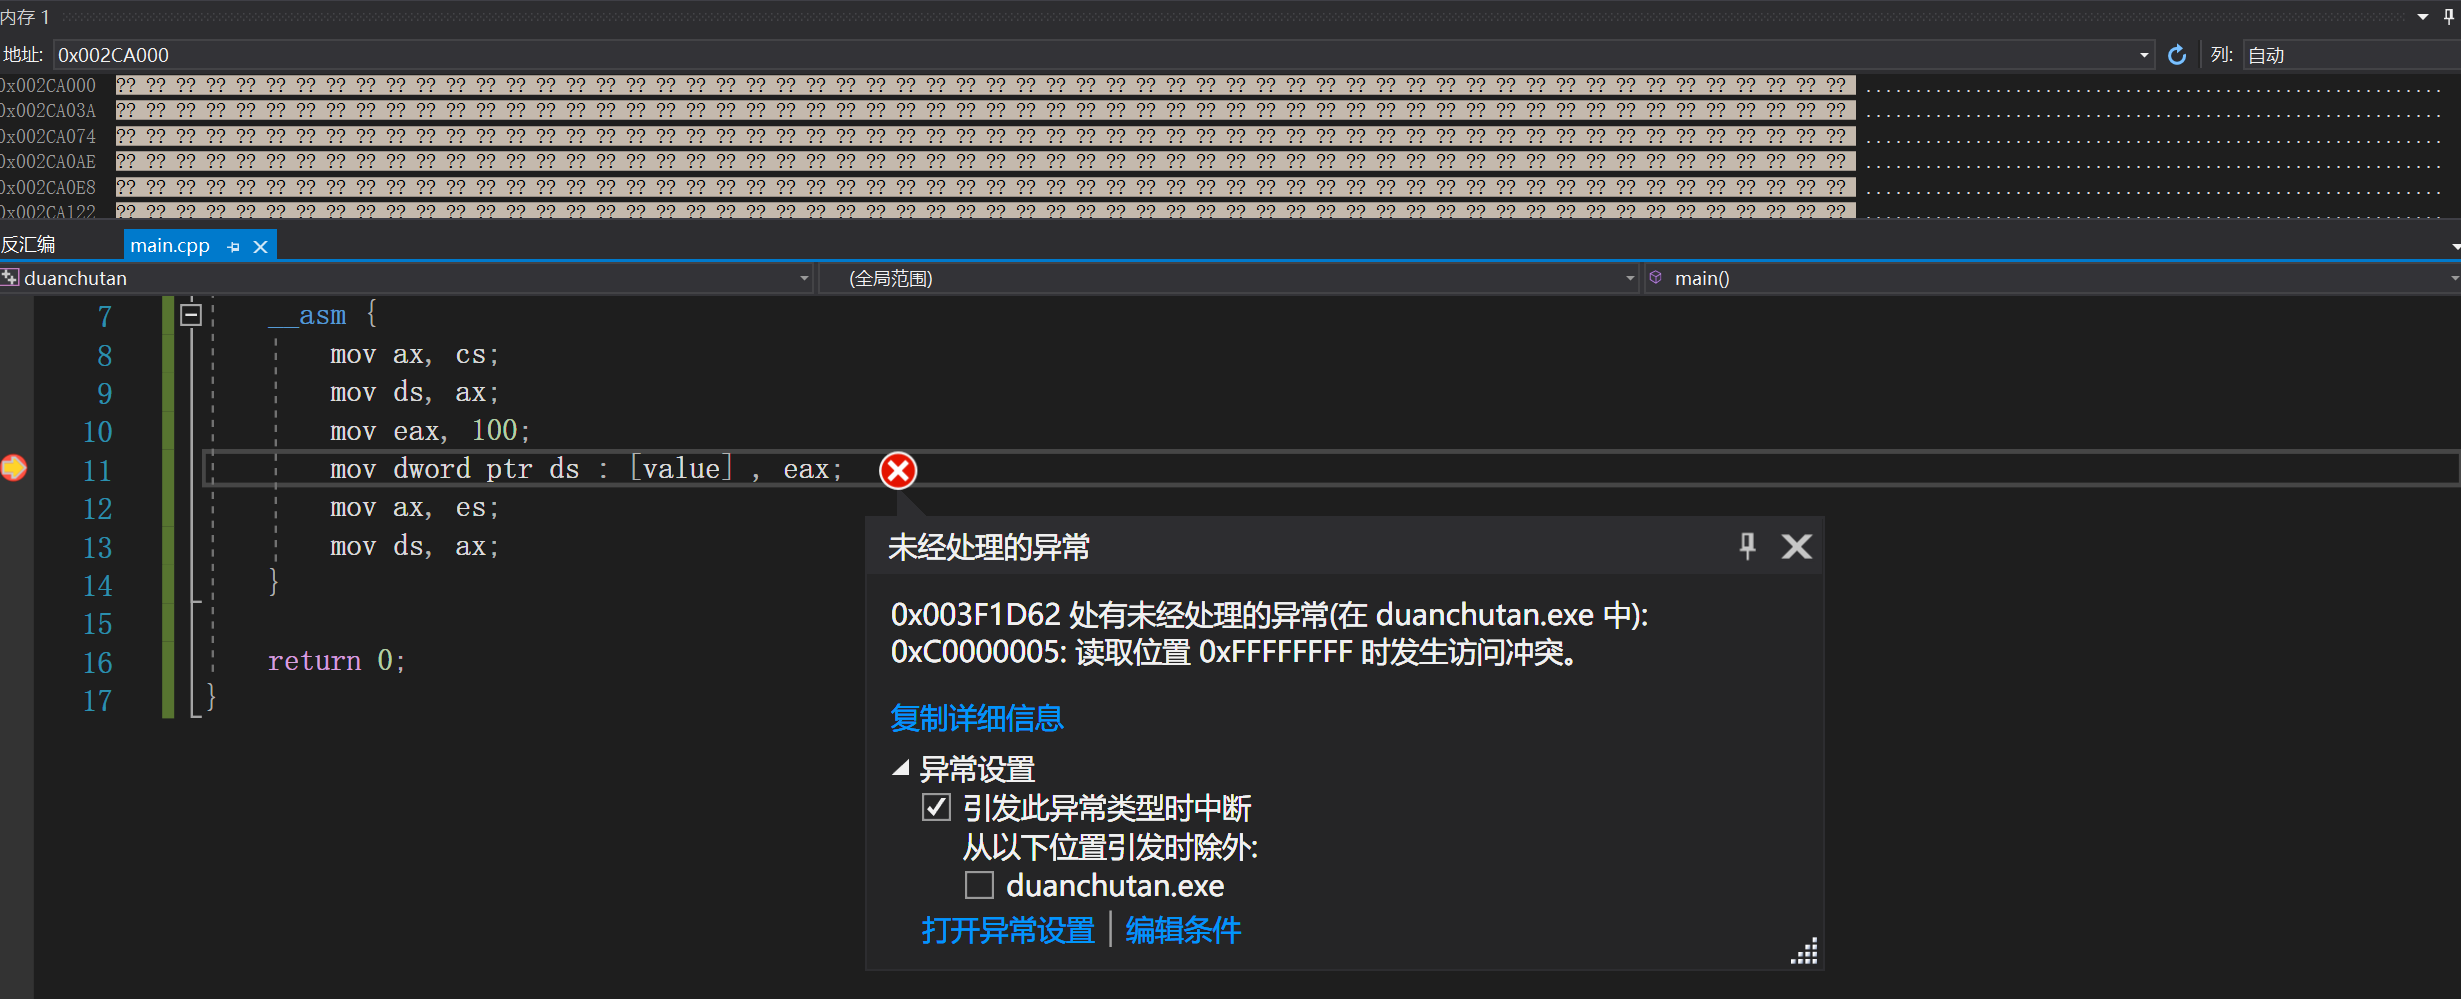 内存 1
地址: 0x002CA000 列: 自动
0x002CA000 ?? ?? ?? ?? ?? ?? ?? ?? ?? ?? ?? ?? ?? ?? ?? ?? ?? ?? ?? ?? ?? ?? ?? ?? ?? ?? ?? ?? ?? ?? ?? ?? ?? ?? ?? ?? ?? ?? ?? ?? ?? ?? ?? ?? ?? ?? ?? ?? ?? ?? ?? ?? ?? ?? ?? ?? ?? ?? ..........................................................
0x002CA03A ?? ?? ?? ?? ?? ?? ?? ?? ?? ?? ?? ?? ?? ?? ?? ?? ?? ?? ?? ?? ?? ?? ?? ?? ?? ?? ?? ?? ?? ?? ?? ?? ?? ?? ?? ?? ?? ?? ?? ?? ?? ?? ?? ?? ?? ?? ?? ?? ?? ?? ?? ?? ?? ?? ?? ?? ?? ?? ..........................................................
0x002CA074 ?? ?? ?? ?? ?? ?? ?? ?? ?? ?? ?? ?? ?? ?? ?? ?? ?? ?? ?? ?? ?? ?? ?? ?? ?? ?? ?? ?? ?? ?? ?? ?? ?? ?? ?? ?? ?? ?? ?? ?? ?? ?? ?? ?? ?? ?? ?? ?? ?? ?? ?? ?? ?? ?? ?? ?? ?? ?? ..........................................................
0x002CA0AE ?? ?? ?? ?? ?? ?? ?? ?? ?? ?? ?? ?? ?? ?? ?? ?? ?? ?? ?? ?? ?? ?? ?? ?? ?? ?? ?? ?? ?? ?? ?? ?? ?? ?? ?? ?? ?? ?? ?? ?? ?? ?? ?? ?? ?? ?? ?? ?? ?? ?? ?? ?? ?? ?? ?? ?? ?? ?? ..........................................................
0x002CA0E8 ?? ?? ?? ?? ?? ?? ?? ?? ?? ?? ?? ?? ?? ?? ?? ?? ?? ?? ?? ?? ?? ?? ?? ?? ?? ?? ?? ?? ?? ?? ?? ?? ?? ?? ?? ?? ?? ?? ?? ?? ?? ?? ?? ?? ?? ?? ?? ?? ?? ?? ?? ?? ?? ?? ?? ?? ?? ?? ..........................................................
0x002CA122 ?? ?? ?? ?? ?? ?? ?? ?? ?? ?? ?? ?? ?? ?? ?? ?? ?? ?? ?? ?? ?? ?? ?? ?? ?? ?? ?? ?? ?? ?? ?? ?? ?? ?? ?? ?? ?? ?? ?? ?? ?? ?? ?? ?? ?? ?? ?? ?? ?? ?? ?? ?? ?? ?? ?? ?? ?? ?? ..........................................................
反汇编 main.cpp
duanchutan (全局范围) main()
7 __asm {
8 mov ax, cs;
9 mov ds, ax;
10 mov eax, 100;
11 mov dword ptr ds : [value] , eax;
12 mov ax, es;
13 mov ds, ax;
14 }
15
16 return 0;
17 }
未经处理的异常
0x003F1D62 处有未经处理的异常(在 duanchutan.exe 中):
0xC0000005: 读取位置 0xFFFFFFFF 时发生访问冲突。
复制详细信息
异常设置
引发此异常类型时中断
从以下位置引发时除外:
duanchutan.exe
打开异常设置 | 编辑条件